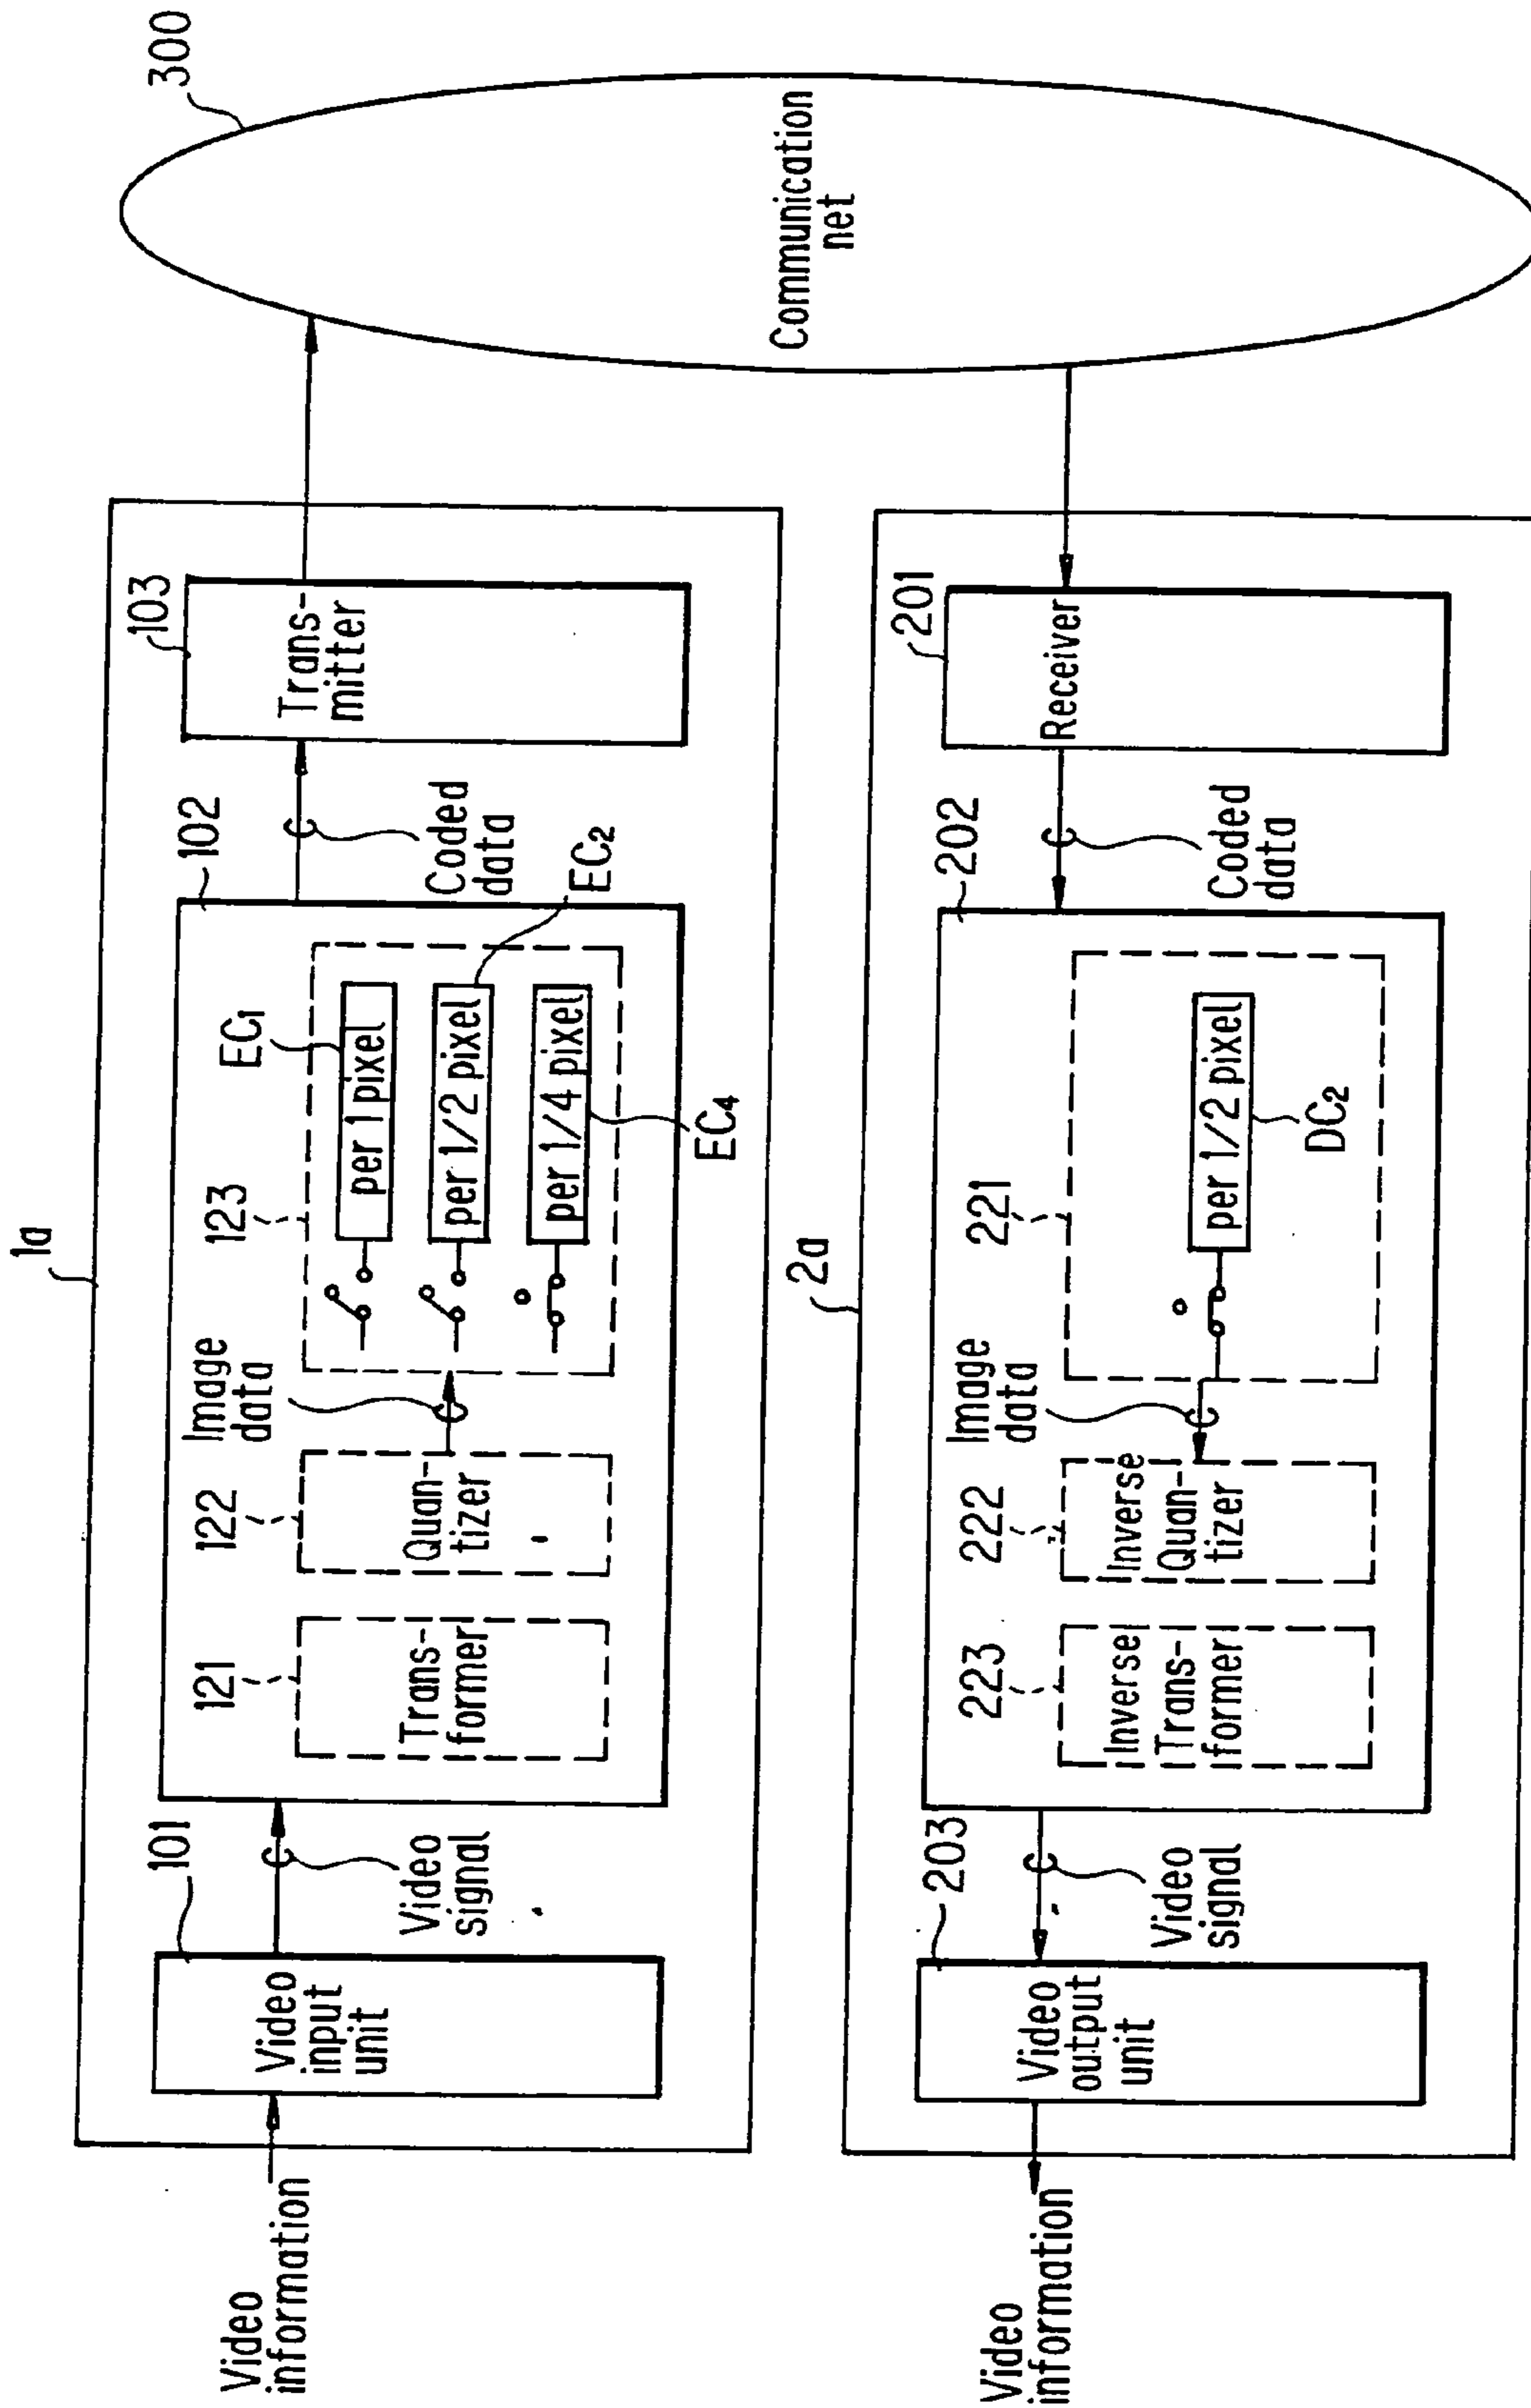 1a
Video
information
101
Video
input
unit
Video
signal
102
121
Trans-
former
122
Quan-
tizer
Image
data
123
EC1
per 1 pixel
per 1/2 pixel
EC2
per 1/4 pixel
EC4
Coded
data
103
Trans-
mitter
300
Communication
net
2a
Video
information
203
Video
output
unit
Video
signal
202
223
Inverse
Trans-
former
222
Inverse
Quan-
tizer
Image
data
221
per 1/2 pixel
DC2
Coded
data
201
Receiver